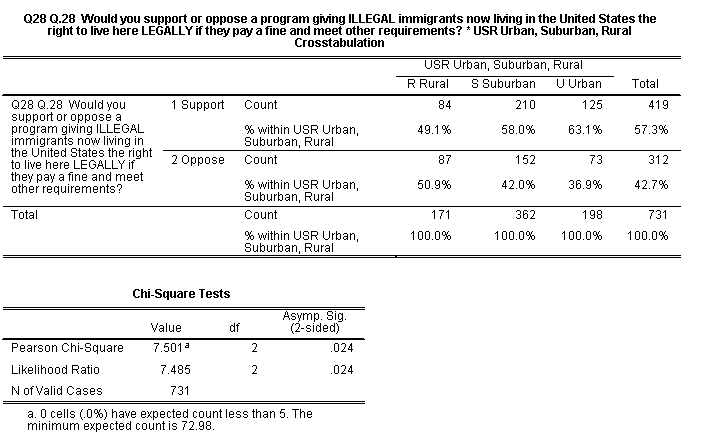 Q28 Q.28 Would you support or oppose a program giving ILLEGAL immigrants now living in the United States the
right to live here LEGALLY if they pay a fine and meet other requirements? * USR Urban, Suburban, Rural
Crosstabulation
USR Urban, Suburban, Rural
R Rural S Suburban U Urban Total
Q28 Q.28 Would you 1 Support Count 84 210 125 419
support or oppose a
program giving ILLEGAL % within USR Urban, 49.1% 58.0% 63.1% 57.3%
immigrants now living in Suburban, Rural
the United States the right 2 Oppose Count 87 152 73 312
to live here LEGALLY if
they pay a fine and meet % within USR Urban, 50.9% 42.0% 36.9% 42.7%
other requirements? Suburban, Rural
Total Count 171 362 198 731
% within USR Urban, 100.0% 100.0% 100.0% 100.0%
Suburban, Rural
Chi-Square Tests
Asymp. Sig.
Value df (2-sided)
Pearson Chi-Square 7.501a 2 .024
Likelihood Ratio 7.485 2 .024
N of Valid Cases 731
a. 0 cells (.0%) have expected count less than 5. The
minimum expected count is 72.98.